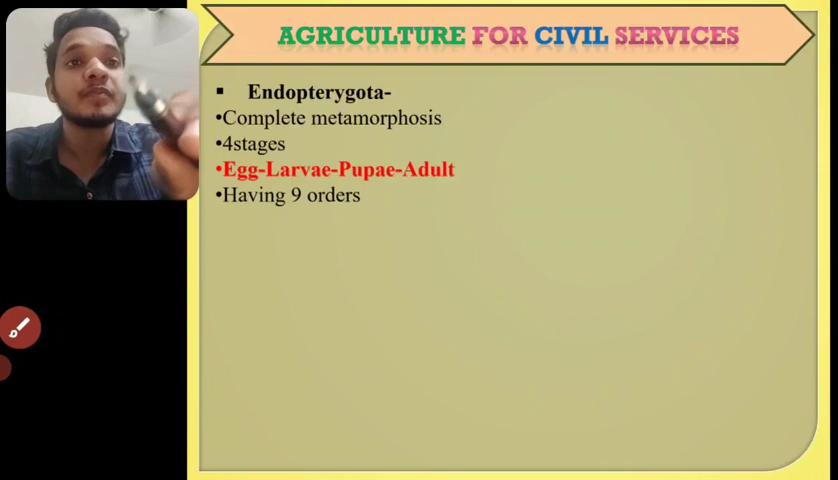 AGRICULTURE FOR CIVIL SERVICES
▪ Endopterygota-
•Complete metamorphosis
•4stages
•Egg-Larvae-Pupae-Adult
•Having 9 orders